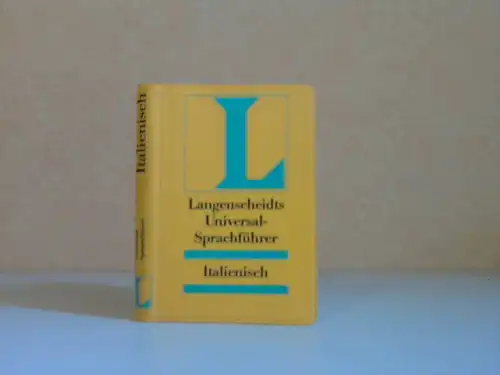 Italienisch
L
L
Langenscheidts
Universal-
Sprachführer
Italienisch